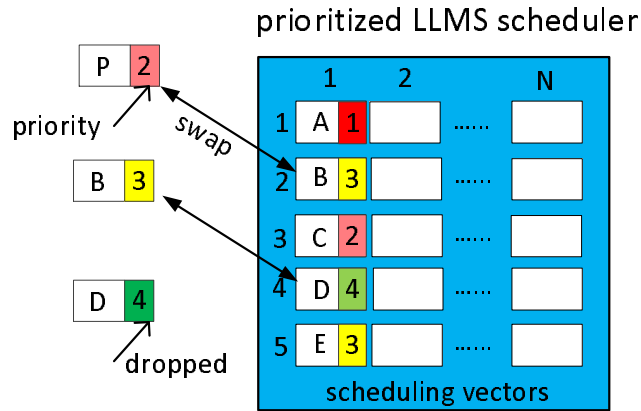 prioritized LLMS scheduler
P 2
priority
swap
B 3
D 4
dropped
1 2 N
1 A 1 ......
2 B 3 ......
3 C 2 ......
4 D 4 ......
5 E 3 ......
scheduling vectors